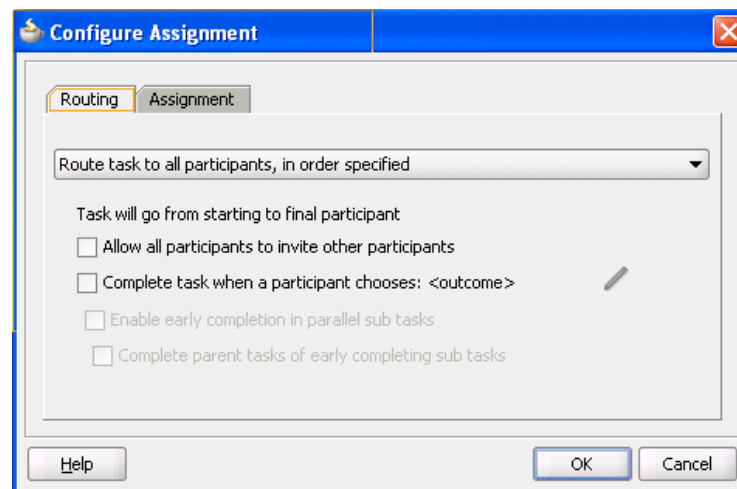 Configure Assignment
Routing
Assignment
Route task to all participants, in order specified
Task will go from starting to final participant
Allow all participants to invite other participants
Complete task when a participant chooses: <outcome>
Enable early completion in parallel sub tasks
Complete parent tasks of early completing sub tasks
Help
OK
Cancel